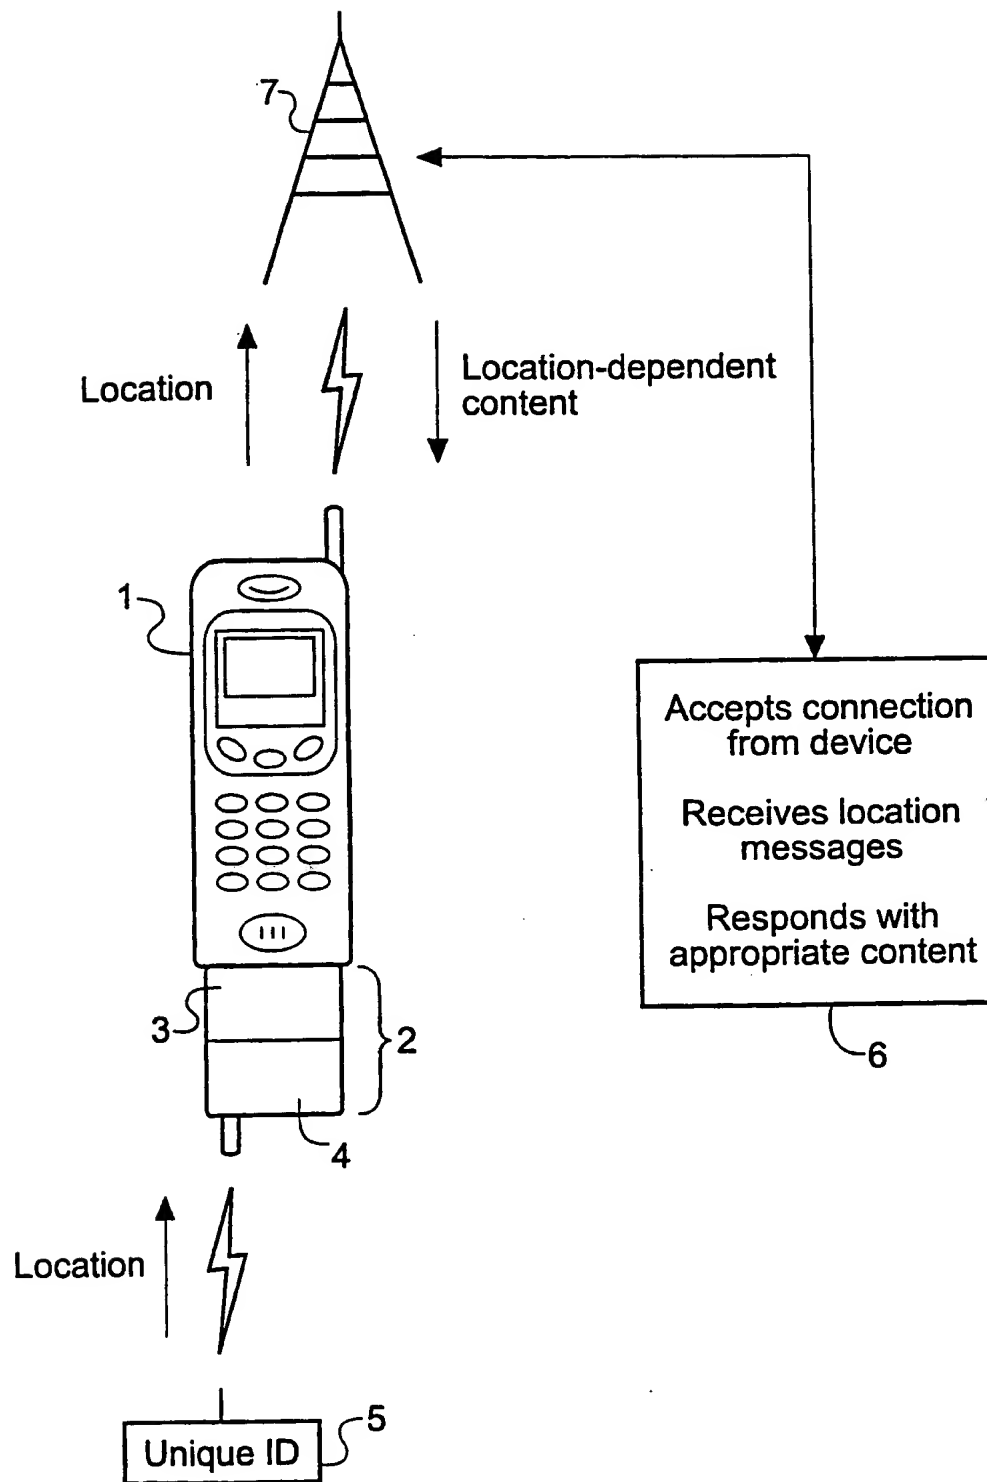 7
Location
Location-dependent
content
1
Accepts connection
from device
Receives location
messages
Responds with
appropriate content
3
2
6
4
Location
5
Unique ID